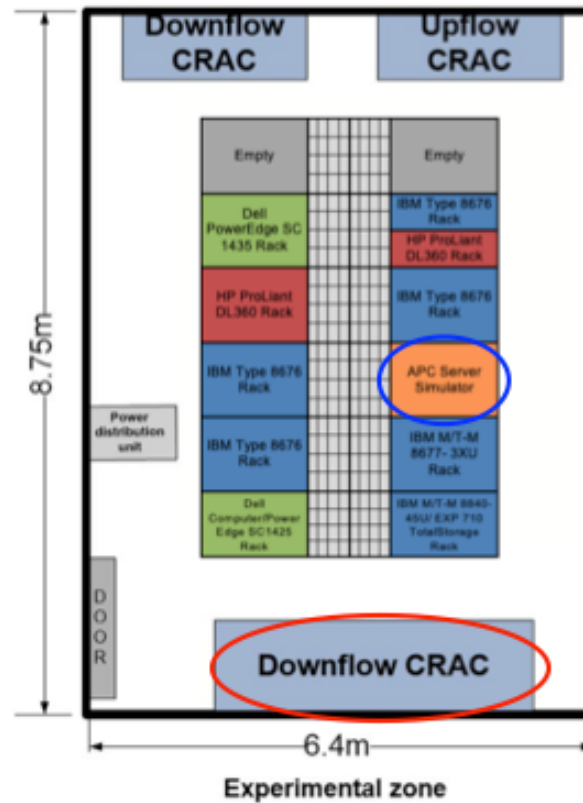 Downflow
CRAC
Upflow
CRAC
Empty
Empty
Dell
PowerEdge SC
1435 Rack
IBM Type 8676
Rack
HP ProLiant
DL360 Rack
HP ProLiant
DL360 Rack
IBM Type 8676
Rack
IBM Type 8676
Rack
APC Server
Simulator
Power
distribution
unit
IBM Type 8676
Rack
IBM M/T-M
8677- 3XU
Rack
Dell
Computer/Power
Edge SC1425
Rack
IBM M/T-M 8840-
45U/ EXP 710
TotalStorage
Rack
8.75m
DOOR
Downflow CRAC
6.4m
Experimental zone